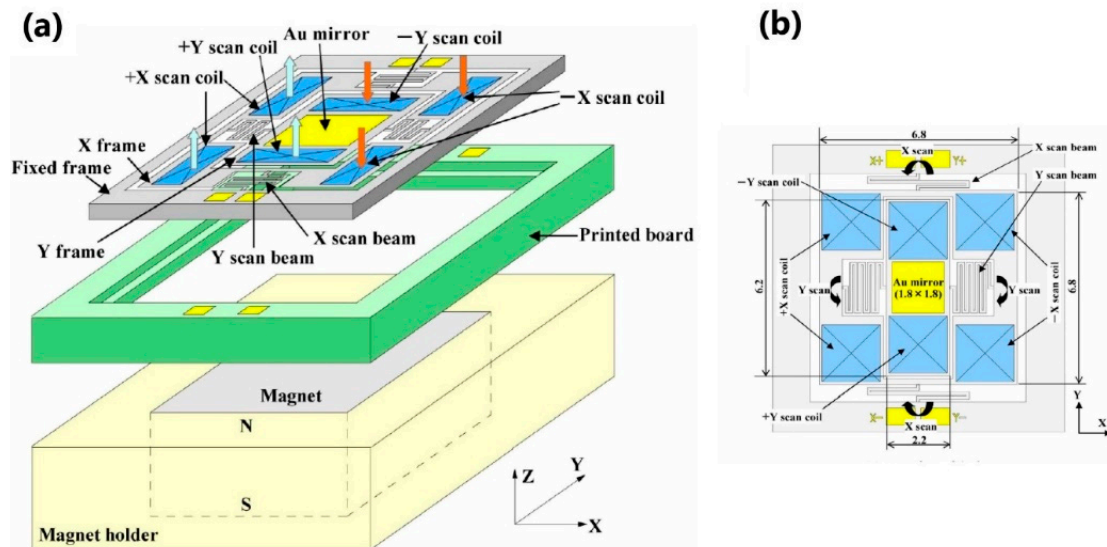 (a)
Au mirror
−Y scan coil
+Y scan coil
+X scan coil
−X scan coil
X frame
Fixed frame
X scan beam
Y frame
Y scan beam
Printed board
Magnet
N
S
Magnet holder
Z
Y
X
(b)
6.8
X scan
X+
Y+
X scan beam
Y scan beam
−Y scan coil
6.2
+X scan coil
Y scan
Au mirror
(1.8×1.8)
Y scan
6.8
−X scan coil
+Y scan coil
X−
Y−
X scan
2.2
Y
X